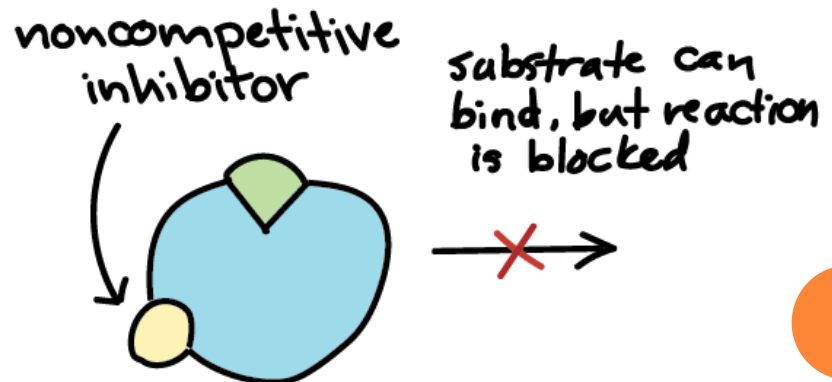 noncompetitive
inhibitor
substrate can
bind, but reaction
is blocked